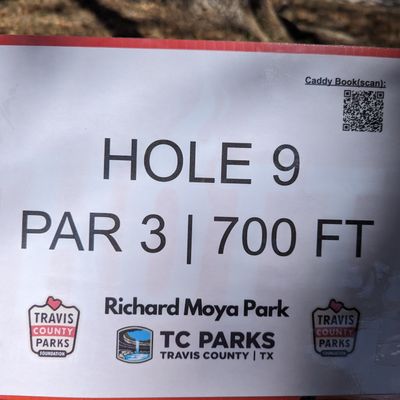 Caddy Book(scan):
HOLE 9
PAR 3 | 700 FT
Richard Moya Park
TRAVIS
COUNTY
PARKS
FOUNDATION
TC PARKS
TRAVIS COUNTY | TX
TRAVIS
COUNTY
PARKS
FOUNDATION